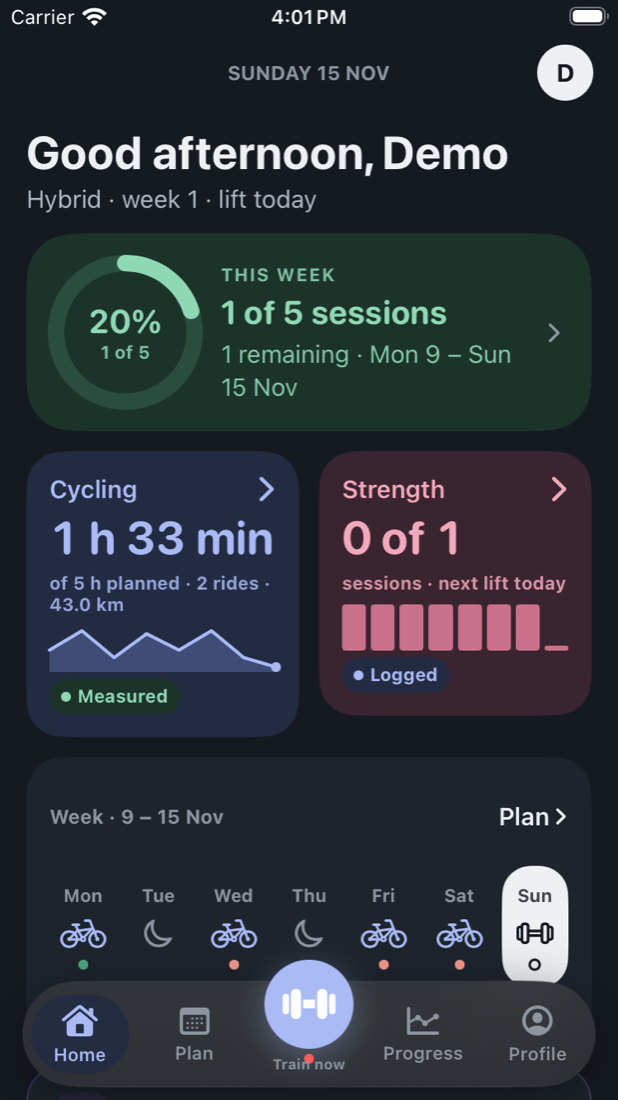 Carrier 4:01 PM
SUNDAY 15 NOV
D
Good afternoon, Demo
Hybrid · week 1 · lift today
20%
1 of 5
THIS WEEK
1 of 5 sessions
1 remaining · Mon 9 – Sun
15 Nov
Cycling
1 h 33 min
of 5 h planned · 2 rides ·
43.0 km
Measured
Strength
0 of 1
sessions · next lift today
Logged
Week · 9 – 15 Nov
Plan
Mon Tue Wed Thu Fri Sat Sun
Home Plan Train now Progress Profile